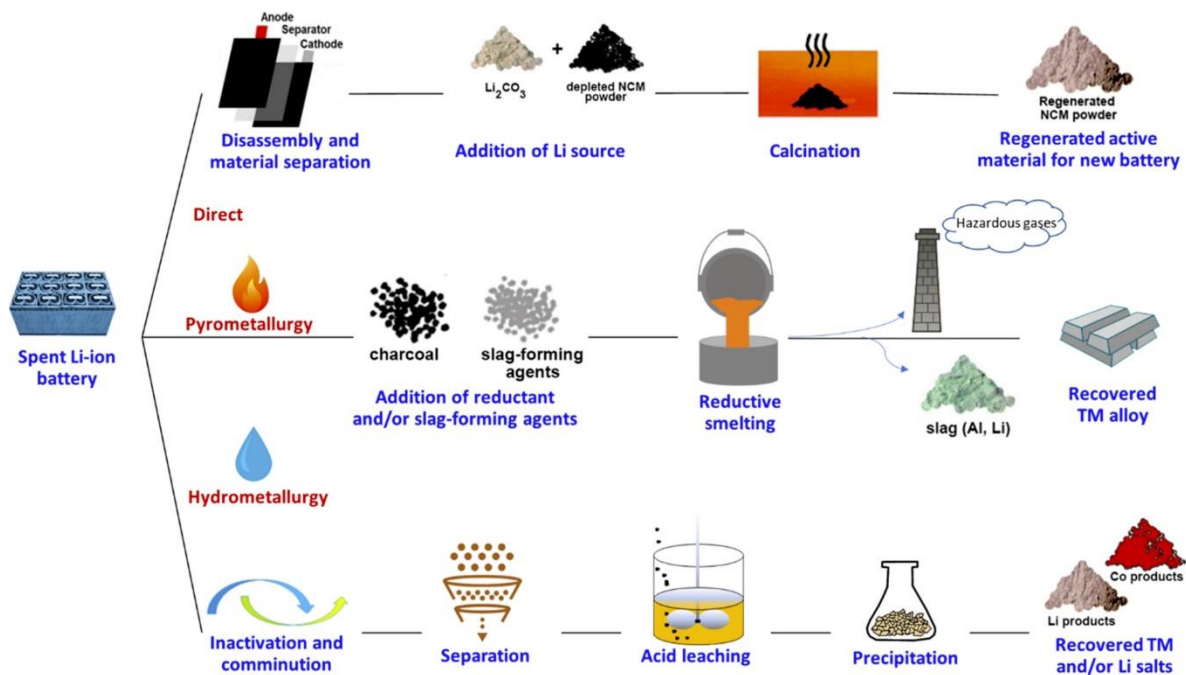 Anode
Separator
Cathode
Disassembly and
material separation
Li₂CO₃
+
depleted NCM
powder
Addition of Li source
Calcination
Regenerated
NCM powder
Regenerated active
material for new battery
Direct
Spent Li-ion
battery
Pyrometallurgy
charcoal
slag-forming
agents
Addition of reductant
and/or slag-forming agents
Reductive
smelting
Hazardous gases
slag (Al, Li)
Recovered
TM alloy
Hydrometallurgy
Inactivation and
comminution
Separation
Acid leaching
Precipitation
Co products
Li products
Recovered TM
and/or Li salts